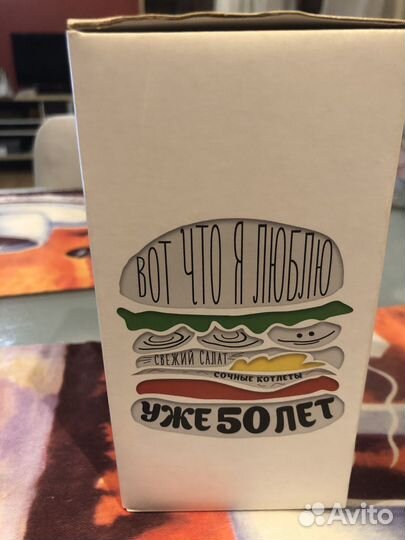 ВОТ ЧТО Я ЛЮБЛЮ
СВЕЖИЙ САЛАТ
СОЧНЫЕ КОТЛЕТЫ
УЖЕ 50 ЛЕТ
Avito